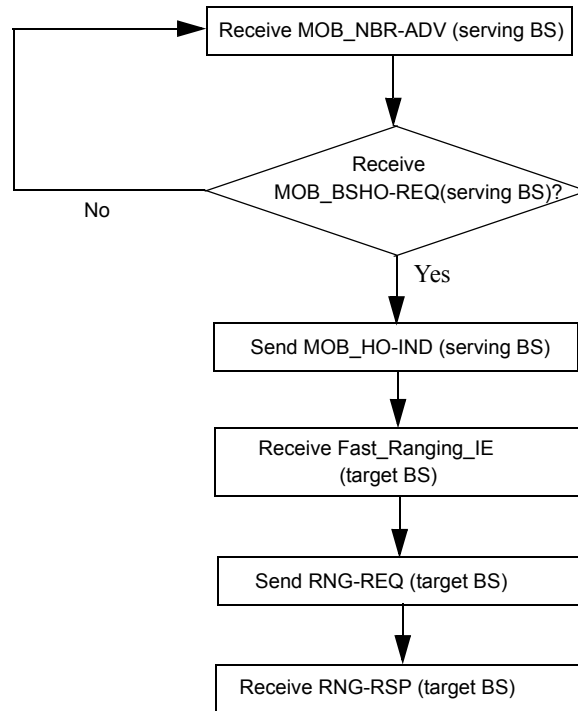 Receive MOB_NBR-ADV (serving BS)
Receive
MOB_BSHO-REQ(serving BS)?
No
Yes
Send MOB_HO-IND (serving BS)
Receive Fast_Ranging_IE
(target BS)
Send RNG-REQ (target BS)
Receive RNG-RSP (target BS)